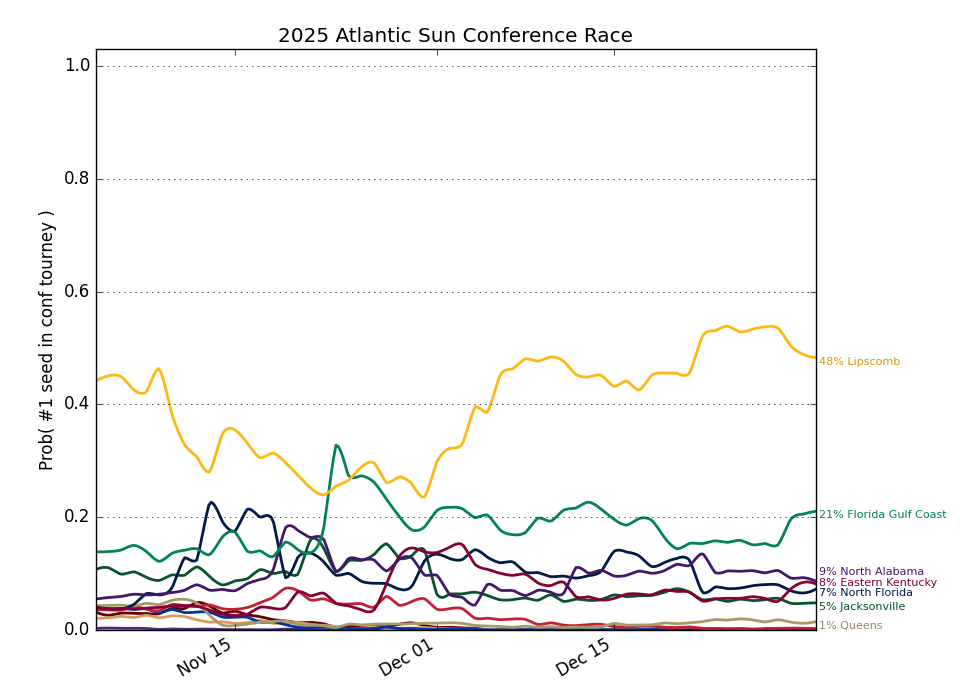 2025 Atlantic Sun Conference Race
Prob( #1 seed in conf tourney )
1.0
0.8
0.6
0.4
0.2
0.0
Nov 15
Dec 01
Dec 15
48% Lipscomb
21% Florida Gulf Coast
9% North Alabama
8% Eastern Kentucky
7% North Florida
5% Jacksonville
1% Queens